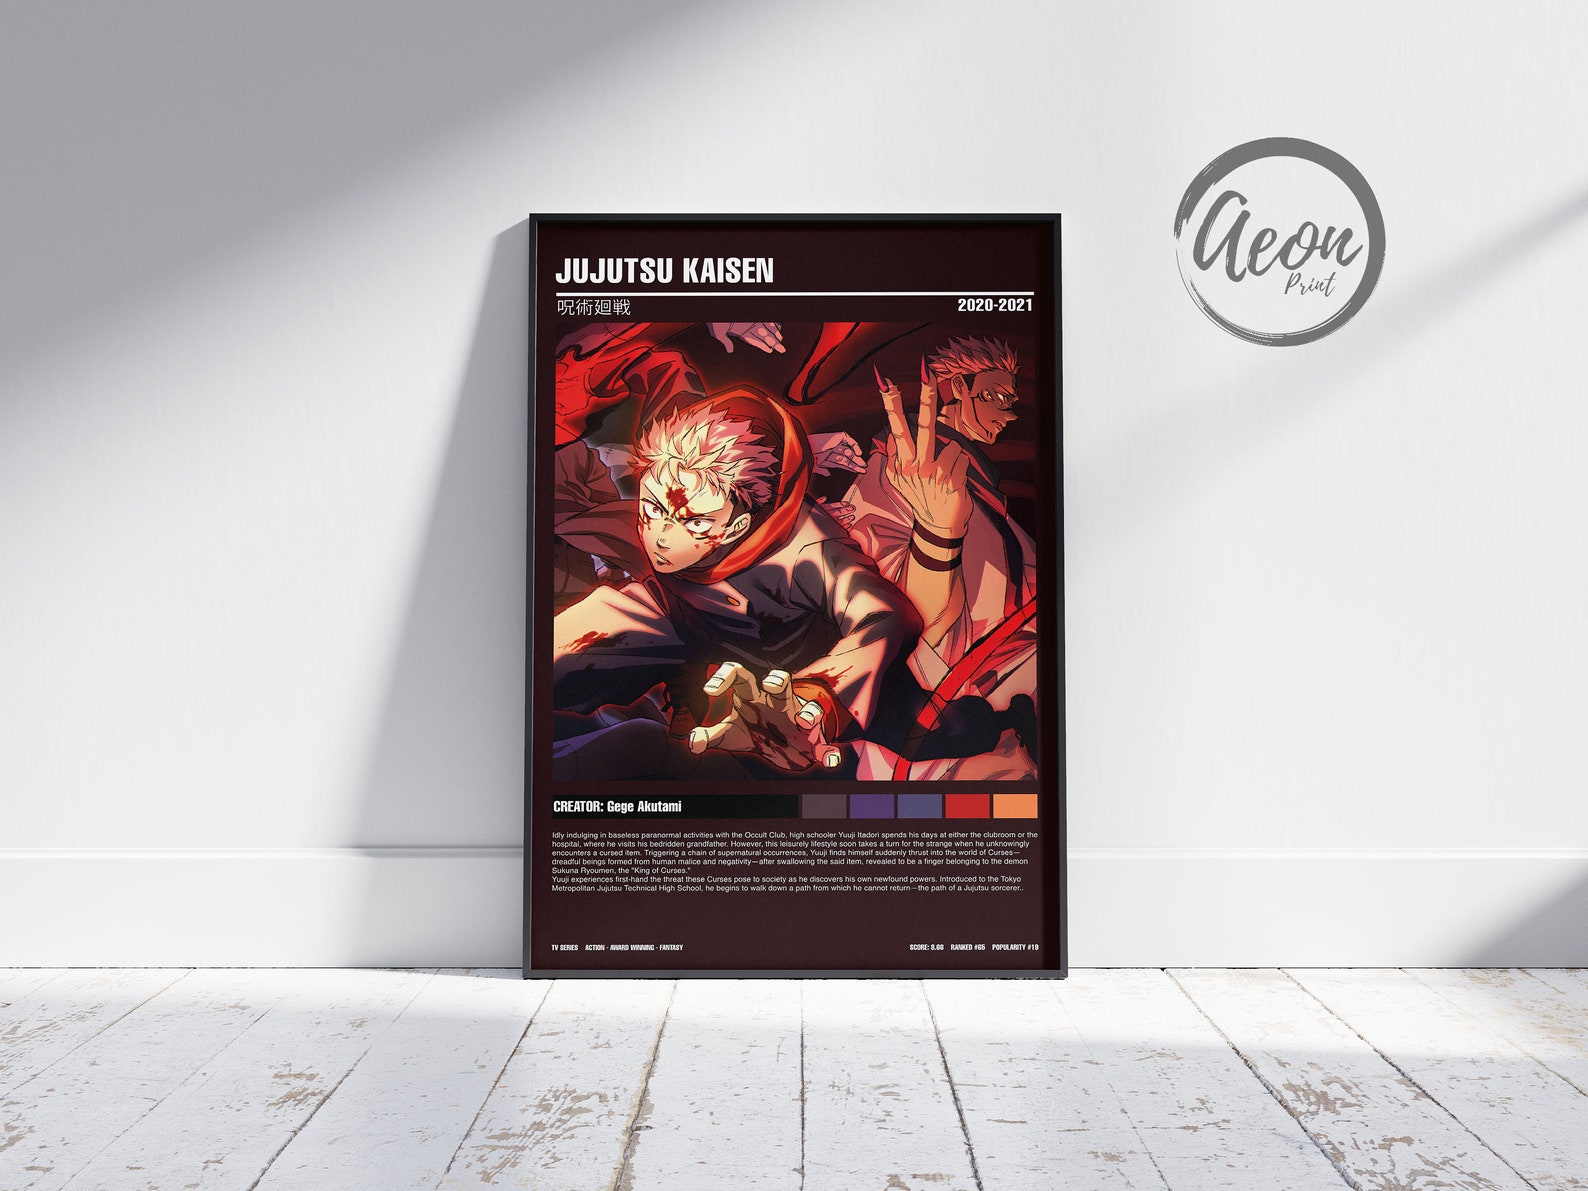 JUJUTSU KAISEN
呪術廻戦
2020-2021
CREATOR: Gege Akutami
Idly indulging in baseless paranormal activities with the Occult Club, high schooler Yuuji Itadori spends his days at either the clubroom or the
hospital, where he visits his bedridden grandfather. However, this leisurely lifestyle soon takes a turn for the strange when he unknowingly
encounters a cursed item. Triggering a chain of supernatural occurrences, Yuuji finds himself suddenly thrust into the world of Curses—
dreadful beings formed from human malice and negativity—after swallowing the said item, revealed to be a finger belonging to the demon
Sukuna Ryoumen, the "King of Curses."
Yuuji experiences first-hand the threat these Curses pose to society as he discovers his own newfound powers. Introduced to the Tokyo
Metropolitan Jujutsu Technical High School, he begins to walk down a path from which he cannot return—the path of a Jujutsu sorcerer..
TV SERIES ACTION - AWARD WINNING - FANTASY
SCORE: 8.66 RANKED #65 POPULARITY #19
Aeon
Print